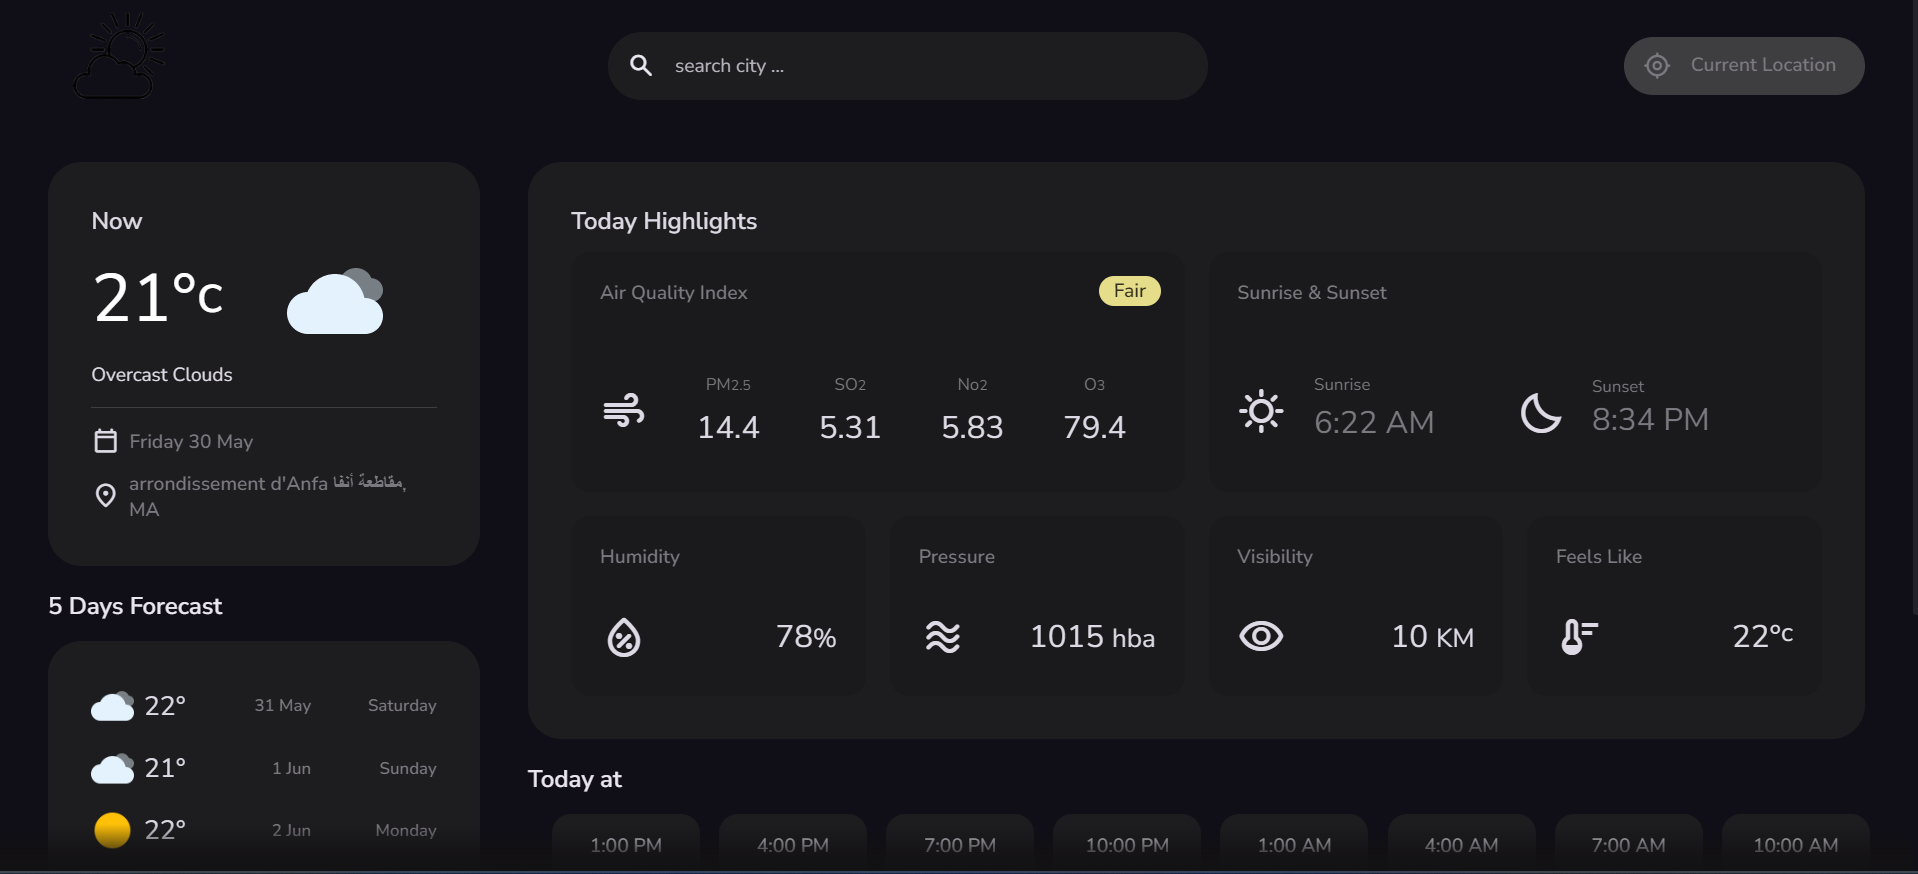 search city ...
Current Location
Now
21°c
Overcast Clouds
Friday 30 May
arrondissement d'Anfa مقاطعة أنفا,
MA
5 Days Forecast
22° 31 May Saturday
21° 1 Jun Sunday
22° 2 Jun Monday
Today Highlights
Air Quality Index
Fair
PM2.5 SO2 No2 O3
14.4 5.31 5.83 79.4
Sunrise & Sunset
Sunrise
6:22 AM
Sunset
8:34 PM
Humidity
78%
Pressure
1015 hba
Visibility
10 KM
Feels Like
22°c
Today at
1:00 PM 4:00 PM 7:00 PM 10:00 PM 1:00 AM 4:00 AM 7:00 AM 10:00 AM